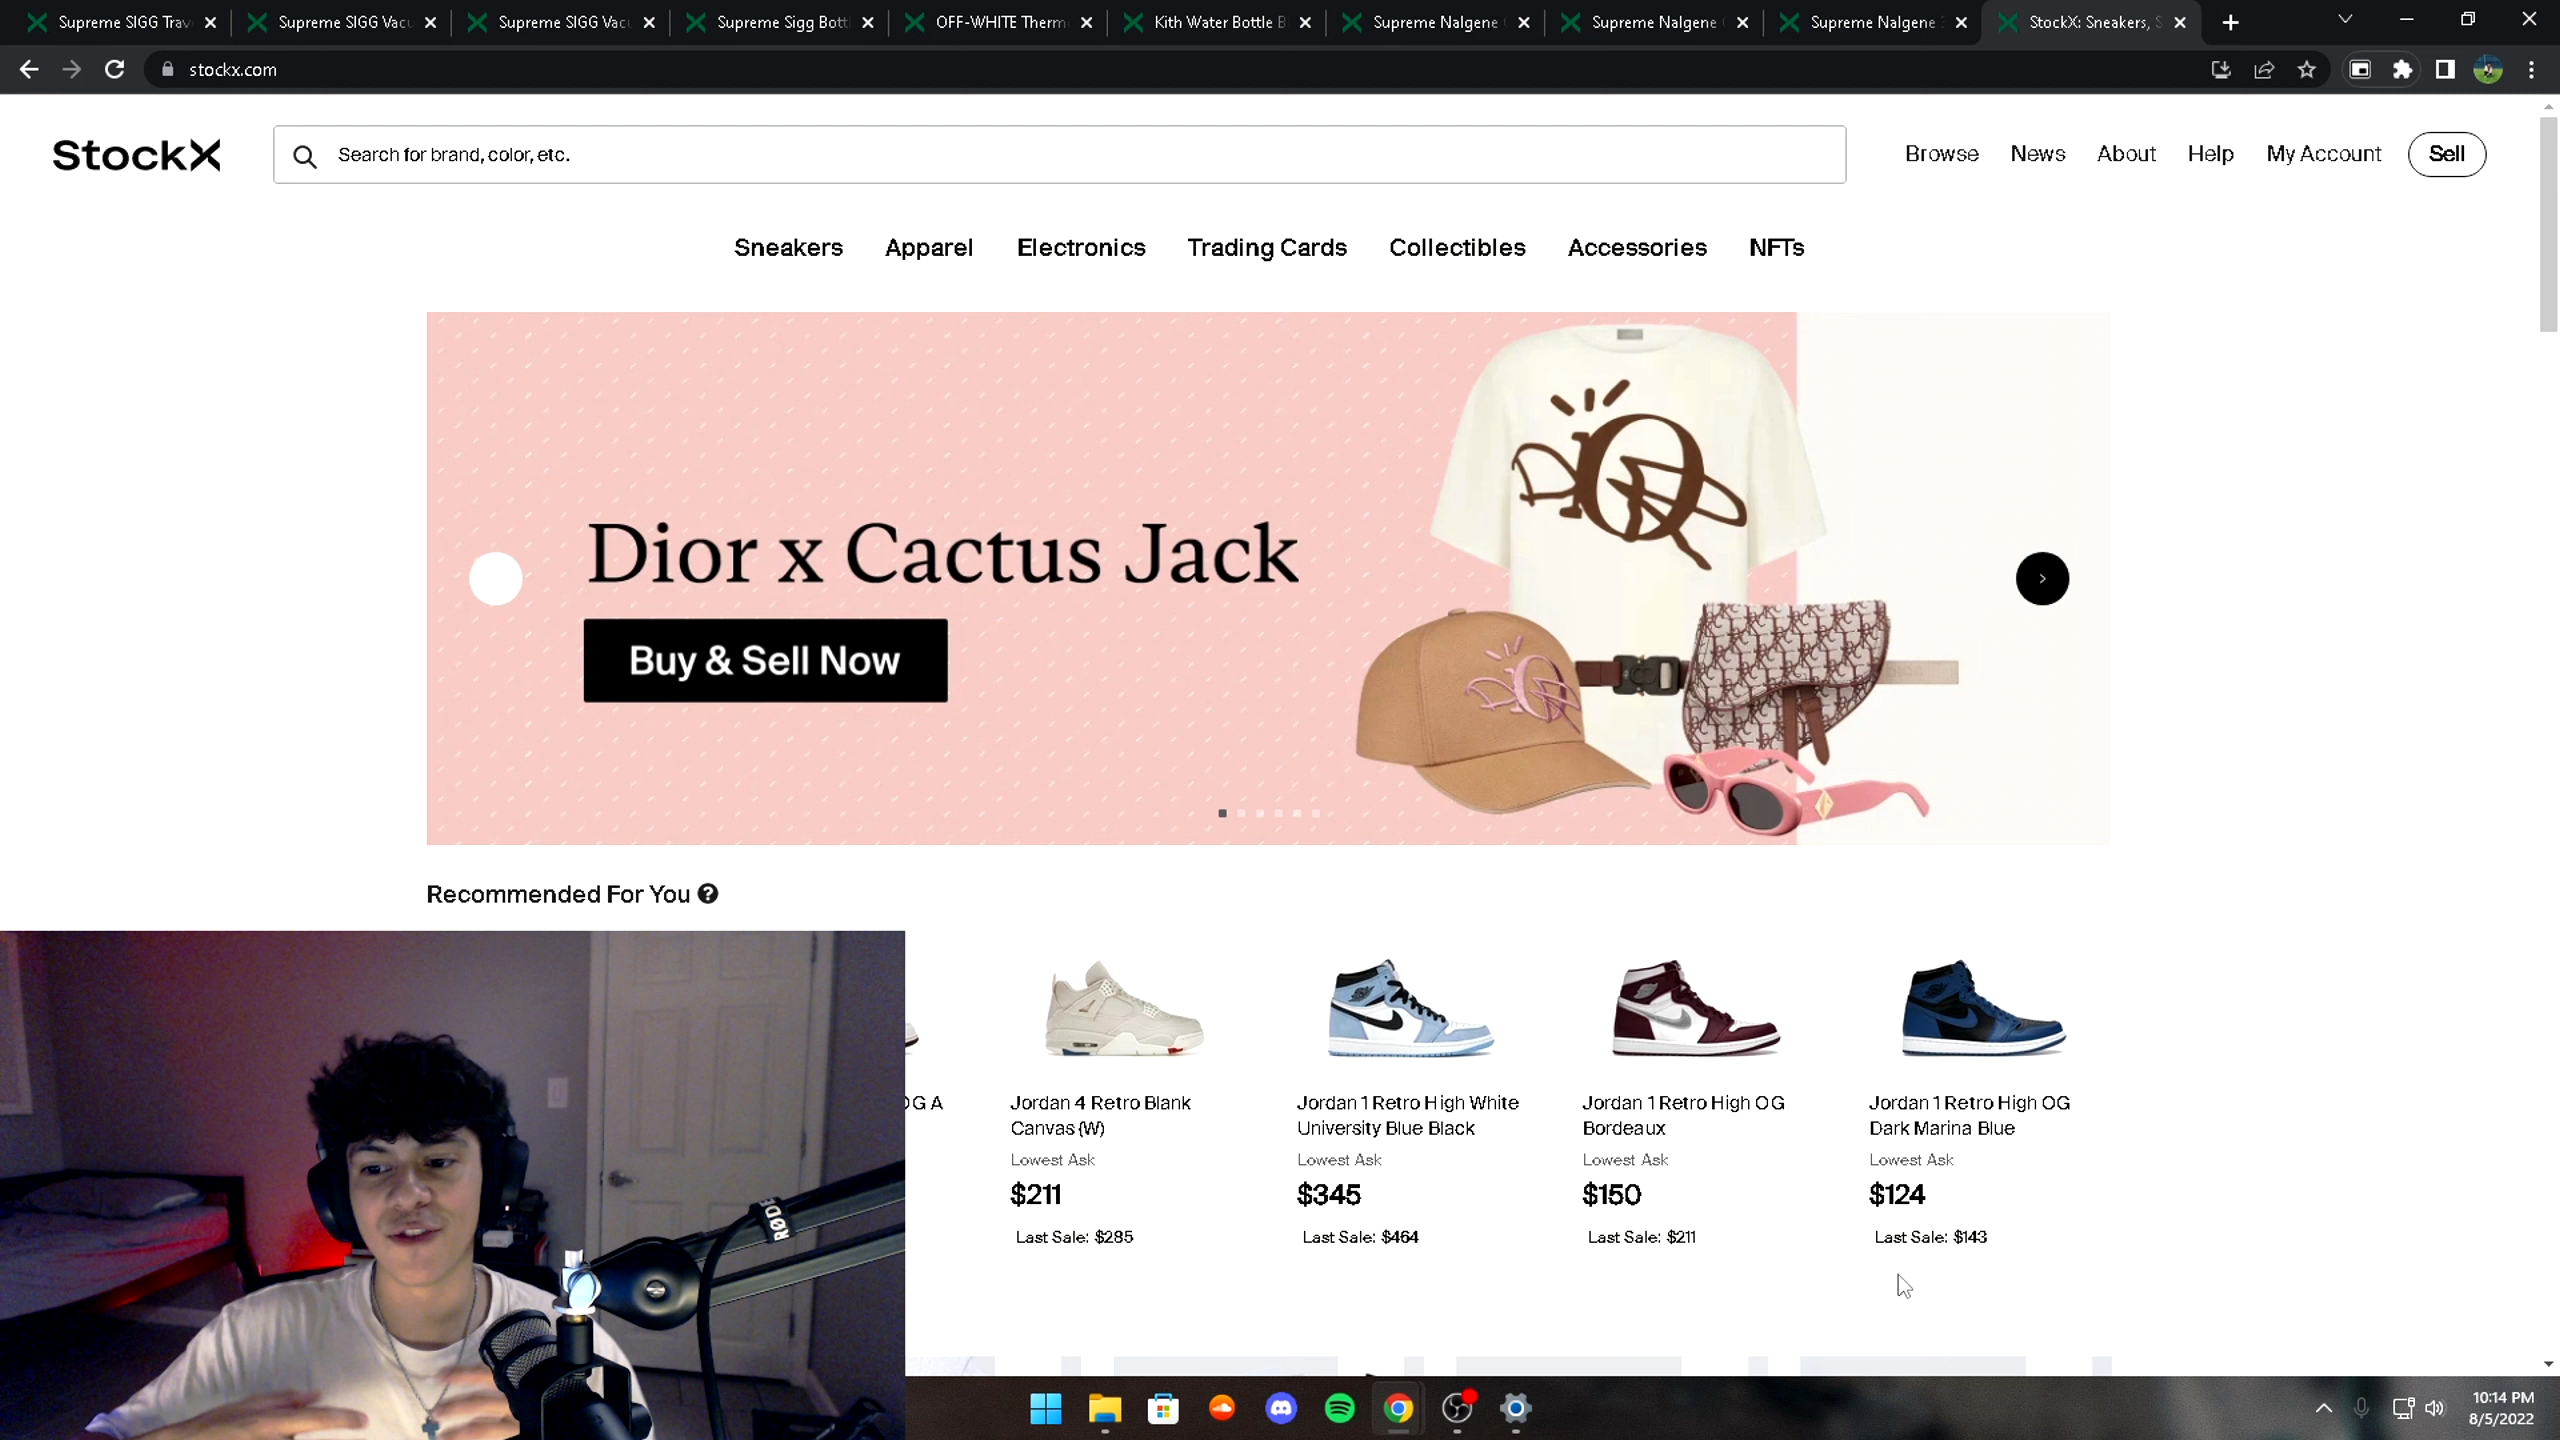 Supreme SIGG Trav
Supreme SIGG Vacu
Supreme SIGG Vacu
Supreme Sigg Bott
OFF-WHITE Therm
Kith Water Bottle B
Supreme Nalgene
Supreme Nalgene
Supreme Nalgene
StockX: Sneakers, S
stockx.com
StockX
Search for brand, color, etc.
Browse
News
About
Help
My Account
Sell
Sneakers
Apparel
Electronics
Trading Cards
Collectibles
Accessories
NFTs
Dior x Cactus Jack
Buy & Sell Now
Recommended For You
OG A
Jordan 4 Retro Blank
Canvas (W)
Lowest Ask
$211
Last Sale: $285
Jordan 1 Retro High White
University Blue Black
Lowest Ask
$345
Last Sale: $464
Jordan 1 Retro High OG
Bordeaux
Lowest Ask
$150
Last Sale: $211
Jordan 1 Retro High OG
Dark Marina Blue
Lowest Ask
$124
Last Sale: $143
RØDE
10:14 PM
8/5/2022